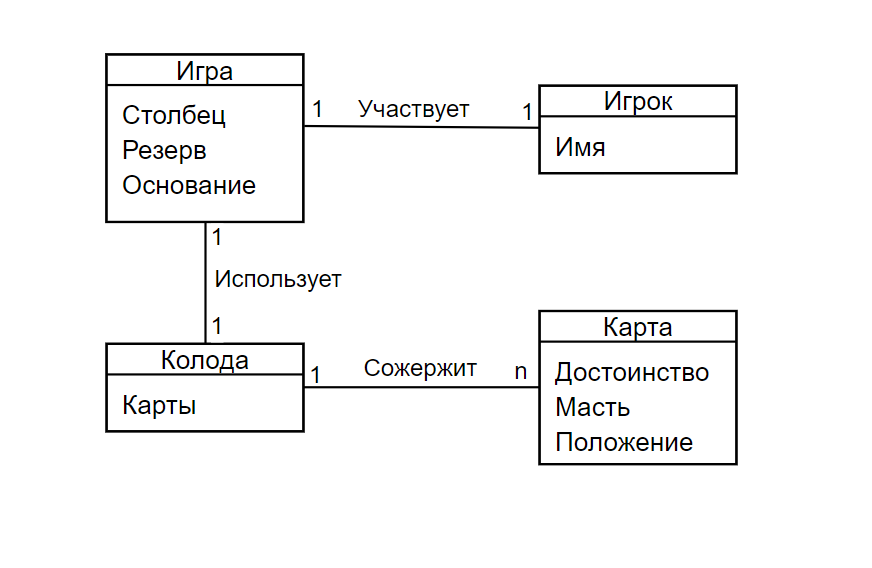 Игра
Столбец
Резерв
Основание
1
Участвует
1
Игрок
Имя
1
Использует
1
Колода
Карты
1
Сожержит
n
Карта
Достоинство
Масть
Положение